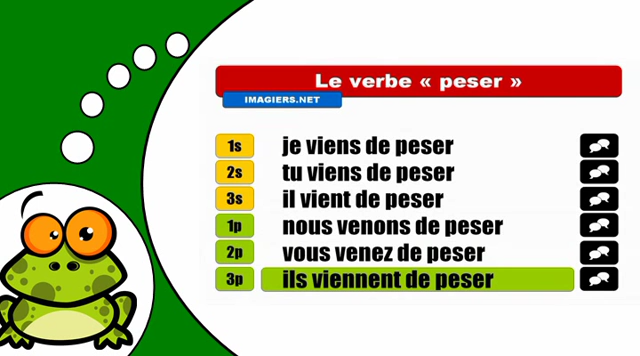 Le verbe « peser »
IMAGIERS.NET
1s je viens de peser
2s tu viens de peser
3s il vient de peser
1p nous venons de peser
2p vous venez de peser
3p ils viennent de peser